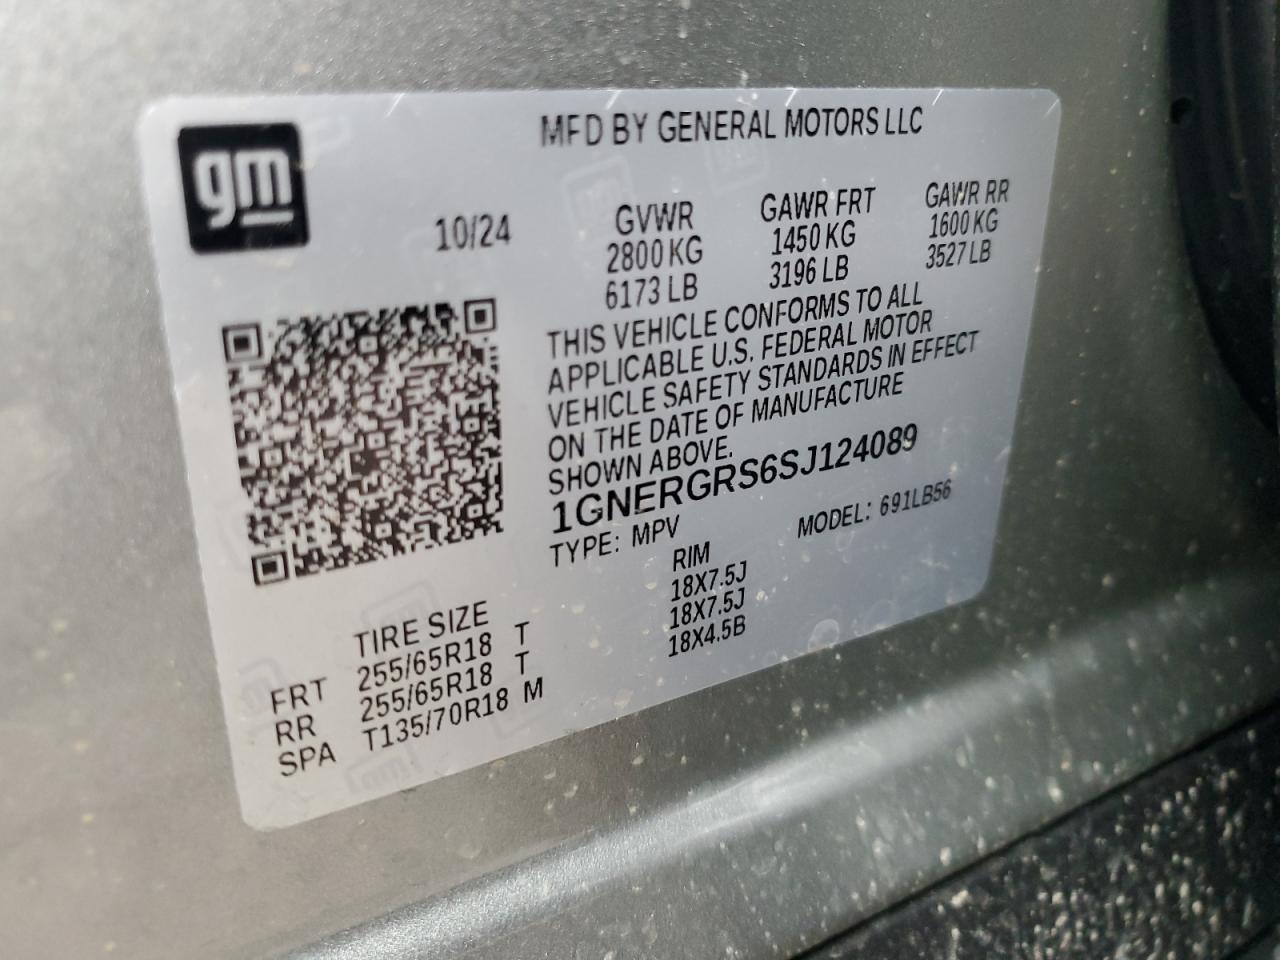 gm
MFD BY GENERAL MOTORS LLC
10/24
GVWR GAWR FRT GAWR RR
2800 KG 1450 KG 1600 KG
6173 LB 3196 LB 3527 LB
THIS VEHICLE CONFORMS TO ALL
APPLICABLE U.S. FEDERAL MOTOR
VEHICLE SAFETY STANDARDS IN EFFECT
ON THE DATE OF MANUFACTURE
SHOWN ABOVE.
1GNERGRS6SJ124089
TYPE: MPV MODEL: 691LB56
TIRE SIZE RIM
FRT 255/65R18 T 18X7.5J
RR 255/65R18 T 18X7.5J
SPA T135/70R18 M 18X4.5B